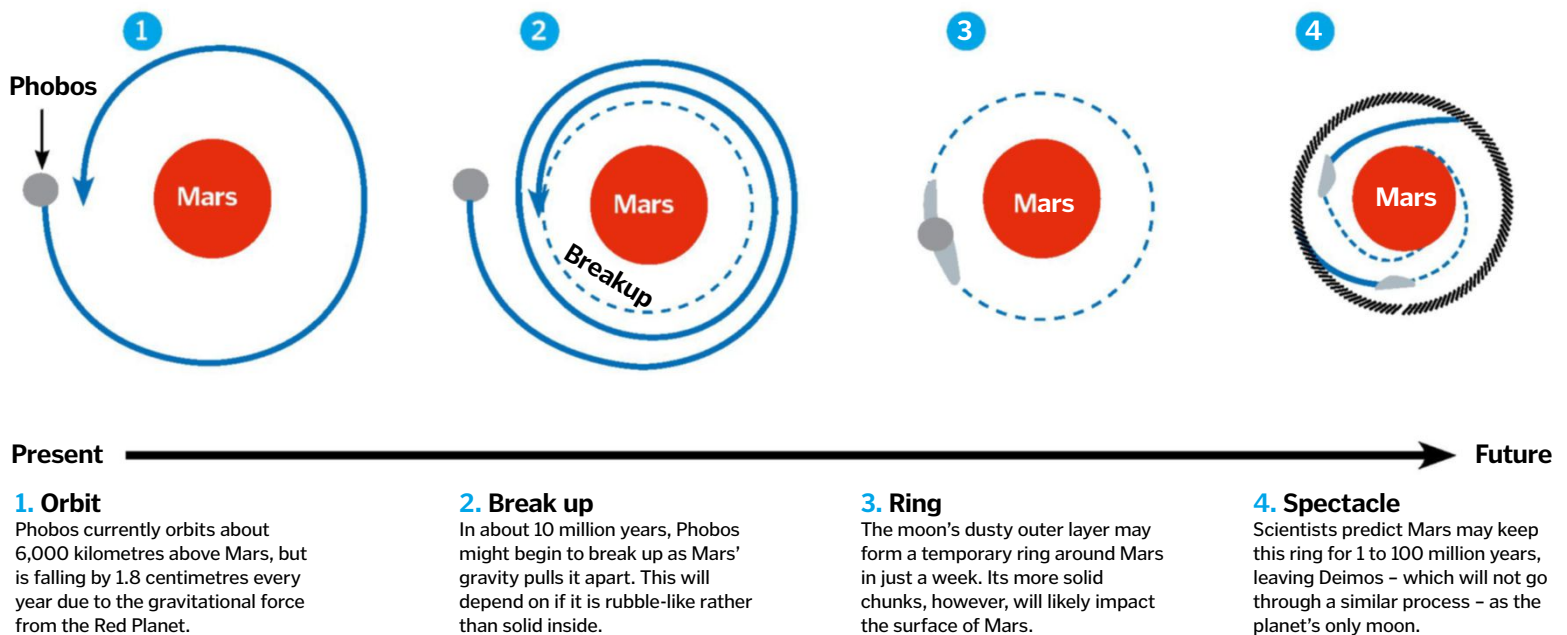 1
2
3
4
Phobos
Mars
Mars
Mars
Mars
Breakup
Present
Future
1. Orbit
Phobos currently orbits about
6,000 kilometres above Mars, but
is falling by 1.8 centimetres every
year due to the gravitational force
from the Red Planet.
2. Break up
In about 10 million years, Phobos
might begin to break up as Mars’
gravity pulls it apart. This will
depend on if it is rubble-like rather
than solid inside.
3. Ring
The moon’s dusty outer layer may
form a temporary ring around Mars
in just a week. Its more solid
chunks, however, will likely impact
the surface of Mars.
4. Spectacle
Scientists predict Mars may keep
this ring for 1 to 100 million years,
leaving Deimos – which will not go
through a similar process – as the
planet’s only moon.